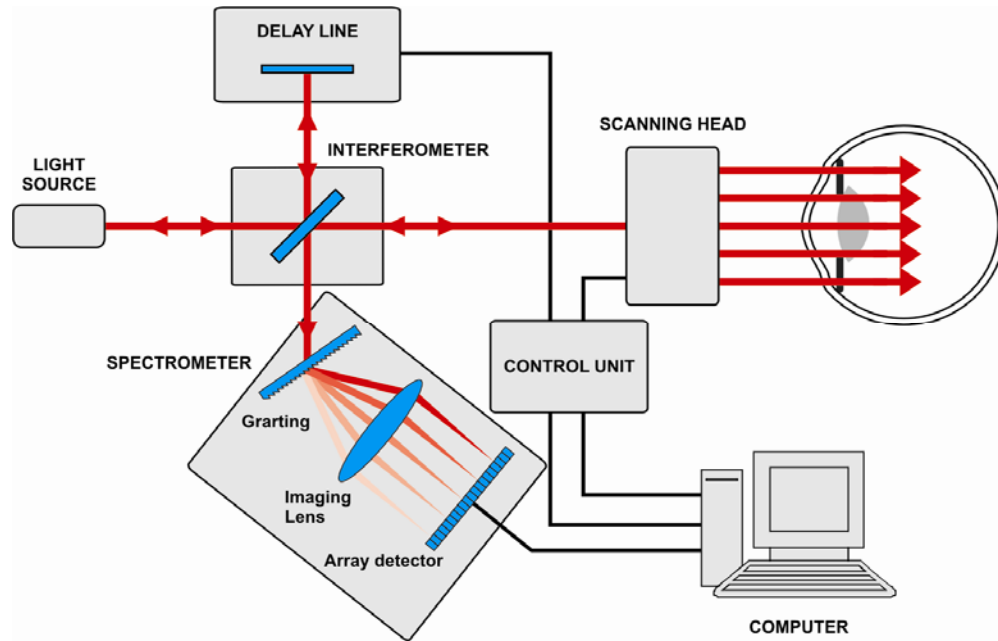 DELAY LINE
SCANNING HEAD
INTERFEROMETER
LIGHT
SOURCE
SPECTROMETER
CONTROL UNIT
Grarting
Imaging
Lens
Array detector
COMPUTER